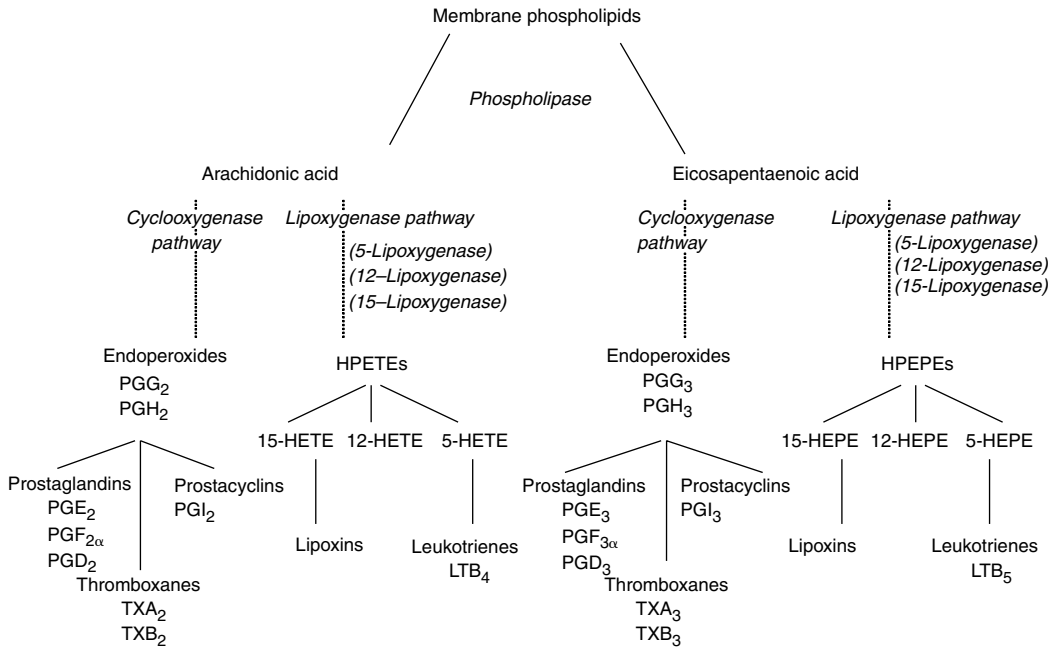 Membrane phospholipids
Phospholipase
Arachidonic acid
Cyclooxygenase
pathway
Lipoxygenase pathway
(5-Lipoxygenase)
(12–Lipoxygenase)
(15–Lipoxygenase)
Endoperoxides
PGG₂
PGH₂
HPETEs
15-HETE 12-HETE 5-HETE
Prostaglandins
PGE₂
PGF₂α
PGD₂
Prostacyclins
PGI₂
Thromboxanes
TXA₂
TXB₂
Lipoxins
Leukotrienes
LTB₄
Eicosapentaenoic acid
Cyclooxygenase
pathway
Lipoxygenase pathway
(5-Lipoxygenase)
(12-Lipoxygenase)
(15-Lipoxygenase)
Endoperoxides
PGG₃
PGH₃
HPEPEs
15-HEPE 12-HEPE 5-HEPE
Prostaglandins
PGE₃
PGF₃α
PGD₃
Prostacyclins
PGI₃
Thromboxanes
TXA₃
TXB₃
Lipoxins
Leukotrienes
LTB₅